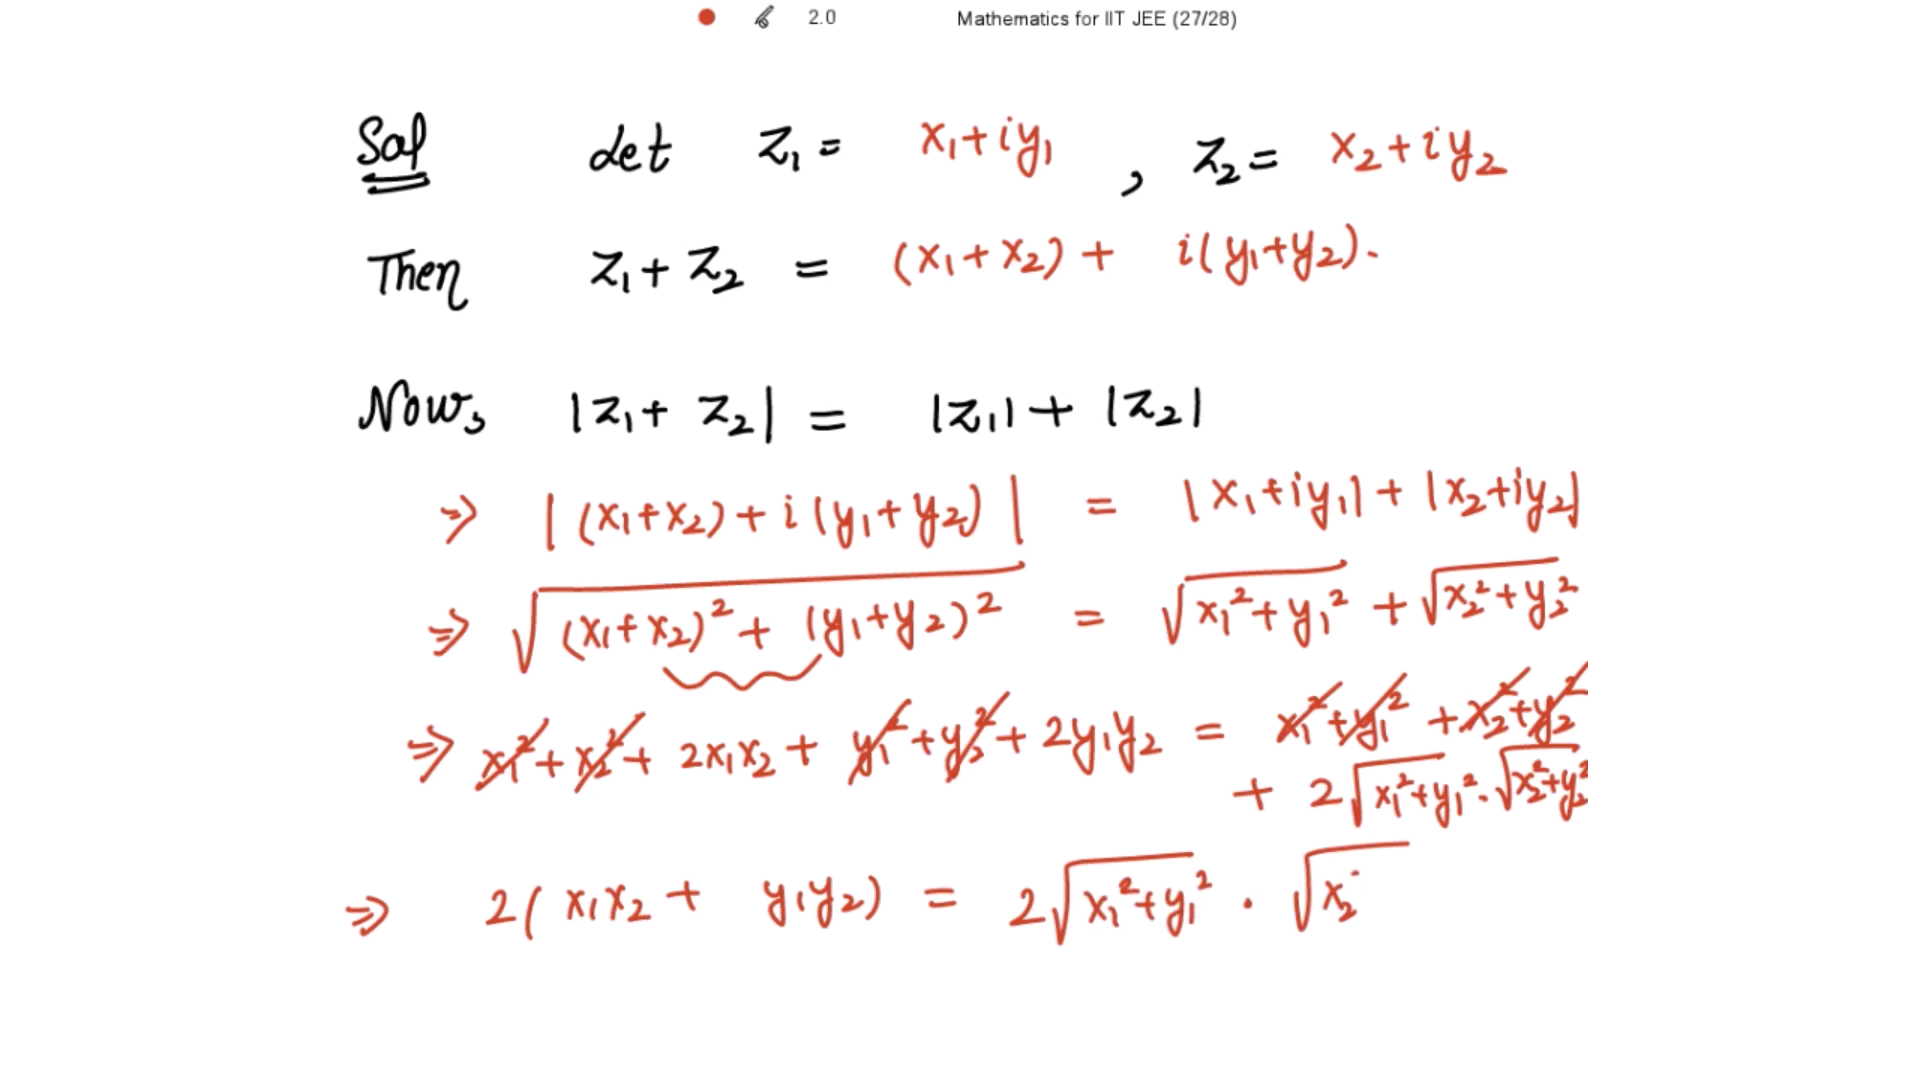 2.0 Mathematics for IIT JEE (27/28)
Sol Let z₁ = x₁+iy₁ , z₂ = x₂+iy₂
Then z₁+z₂ = (x₁+x₂) + i(y₁+y₂).
Now, |z₁+z₂| = |z₁| + |z₂|
⇒ |(x₁+x₂)+i(y₁+y₂)| = |x₁+iy₁| + |x₂+iy₂|
⇒ √((x₁+x₂)²+(y₁+y₂)²) = √(x₁²+y₁²) + √(x₂²+y₂²)
⇒ x₁²+x₂²+2x₁x₂+y₁²+y₂²+2y₁y₂ = x₁²+y₁²+x₂²+y₂²
+ 2√(x₁²+y₁²)·√(x₂²+y₂²)
⇒ 2(x₁x₂+y₁y₂) = 2√(x₁²+y₁²)·√x₂